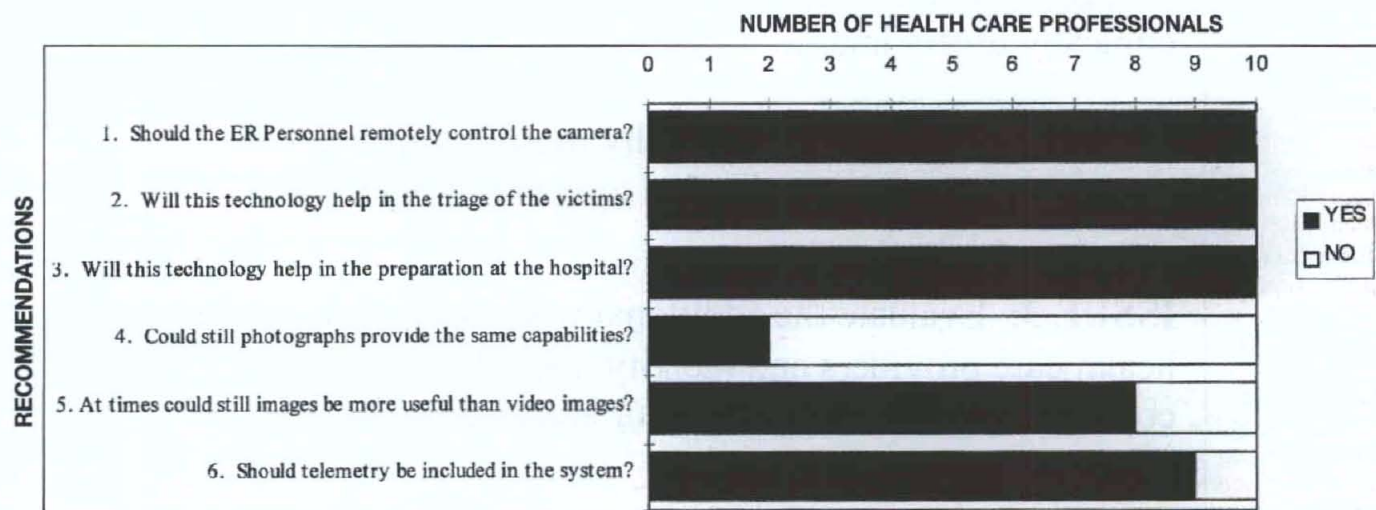 NUMBER OF HEALTH CARE PROFESSIONALS
0 1 2 3 4 5 6 7 8 9 10
RECOMMENDATIONS
1. Should the ER Personnel remotely control the camera?
2. Will this technology help in the triage of the victims?
3. Will this technology help in the preparation at the hospital?
4. Could still photographs provide the same capabilities?
5. At times could still images be more useful than video images?
6. Should telemetry be included in the system?
YES
NO